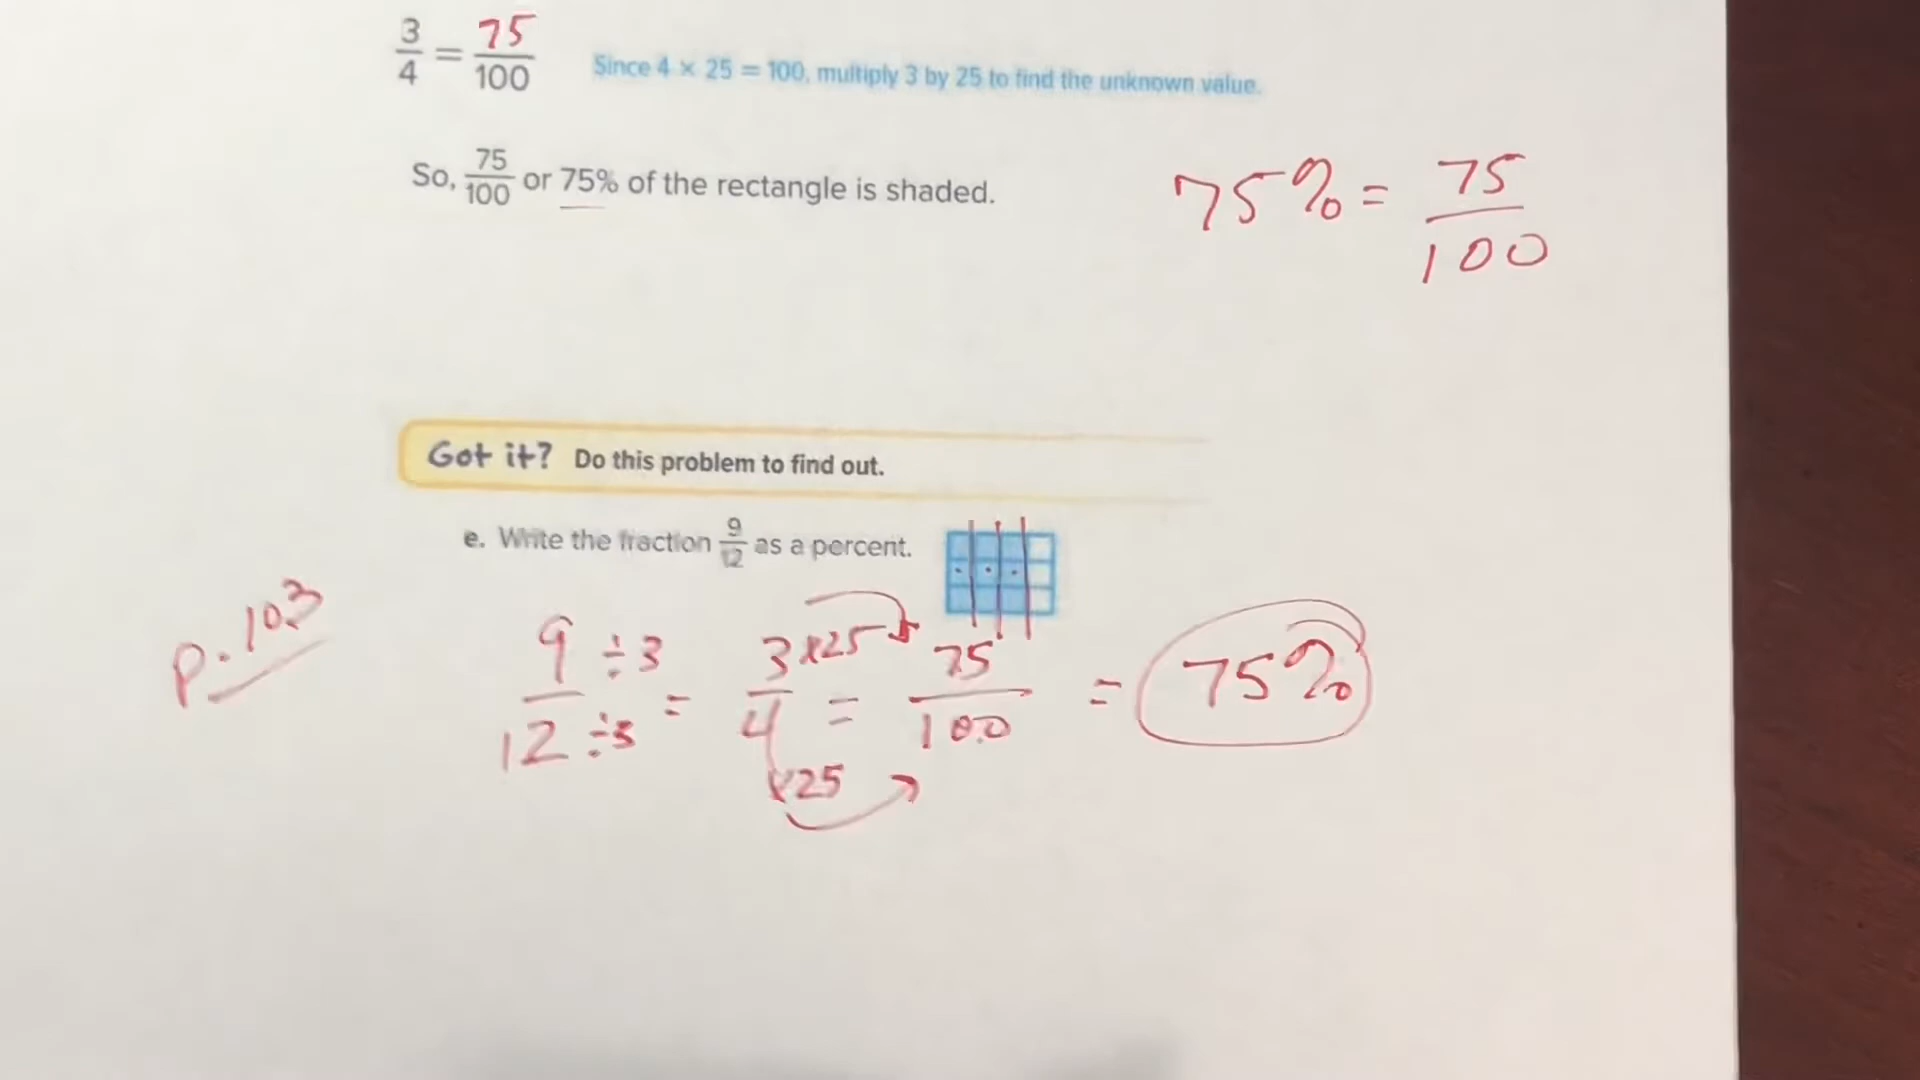 3/4 = 75/100 Since 4 × 25 = 100, multiply 3 by 25 to find the unknown value.
So, 75/100 or 75% of the rectangle is shaded.
75% = 75/100
Got it? Do this problem to find out.
e. Write the fraction 9/12 as a percent.
p. 103
9 ÷3 / 12 ÷3 = 3 ×25 / 4 ×25 = 75/100 = 75%